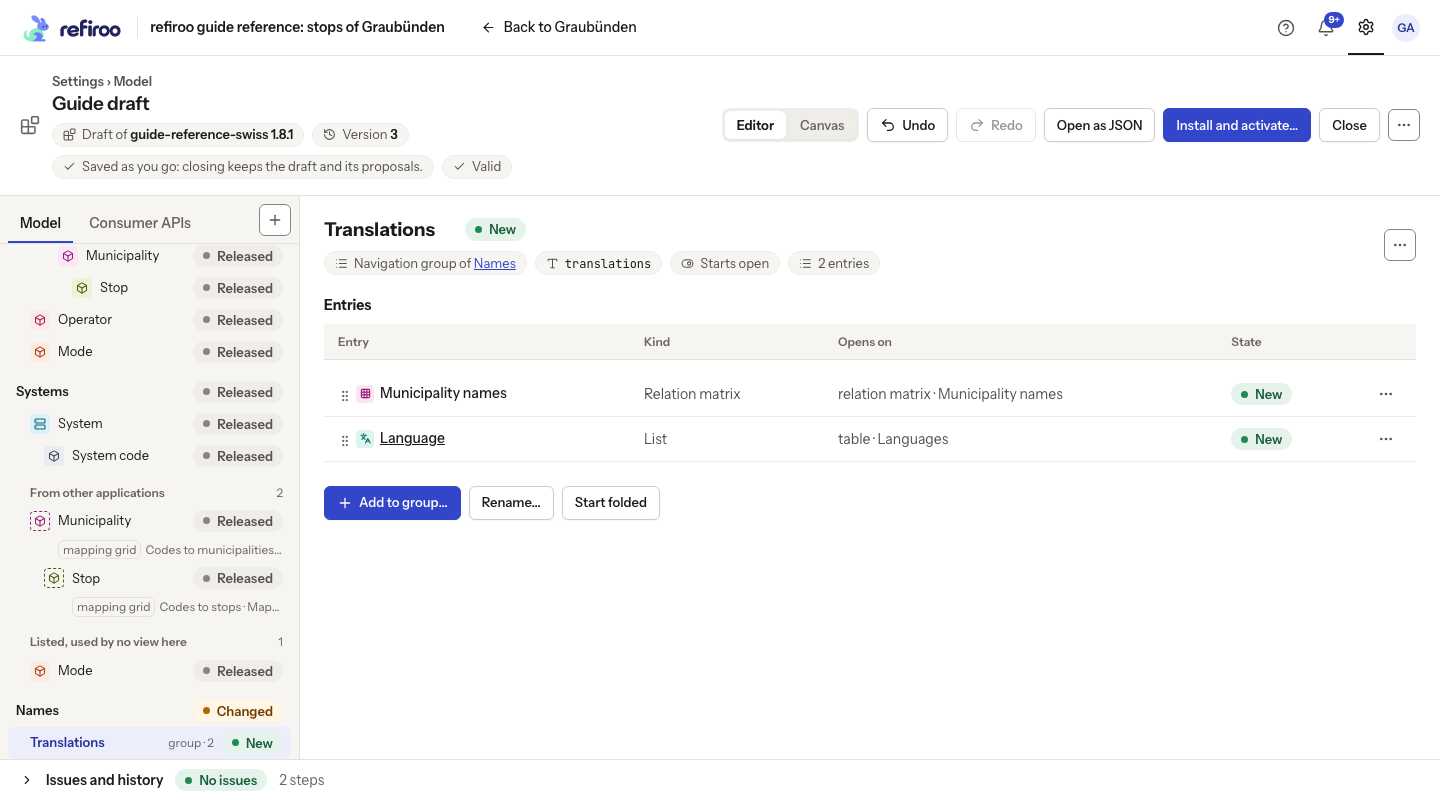 refiroo
refiroo guide reference: stops of Graubünden
Back to Graubünden
9+
GA
Settings › Model
Guide draft
Draft of guide-reference-swiss 1.8.1
Version 3
Saved as you go: closing keeps the draft and its proposals.
Valid
Editor
Canvas
Undo
Redo
Open as JSON
Install and activate…
Close
Model
Consumer APIs
Municipality Released
Stop Released
Operator Released
Mode Released
Systems Released
System Released
System code Released
From other applications 2
Municipality Released
mapping grid Codes to municipalities…
Stop Released
mapping grid Codes to stops · Map…
Listed, used by no view here 1
Mode Released
Names Changed
Translations group · 2 New
Translations New
Navigation group of Names
translations
Starts open
2 entries
Entries
Entry Kind Opens on State
Municipality names Relation matrix relation matrix · Municipality names New
Language List table · Languages New
Add to group…
Rename…
Start folded
Issues and history No issues 2 steps